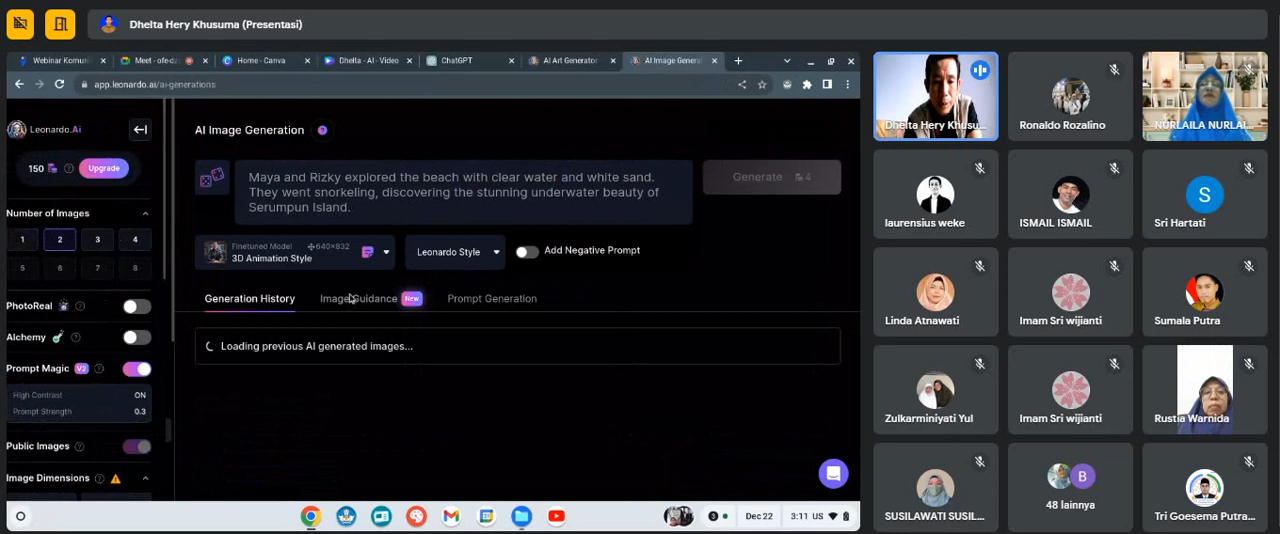 Dhelta Hery Khusuma (Presentasi)
Webinar Komuni
Meet - ofe-dz
Home - Canva
Dhelta - AI - Video
ChatGPT
AI Art Generator
AI Image Genera
app.leonardo.ai/ai-generations
Leonardo.Ai
150
Upgrade
Number of Images
1 2 3 4
5 6 7 8
PhotoReal
Alchemy
Prompt Magic V2
High Contrast ON
Prompt Strength 0.3
Public Images
Image Dimensions
AI Image Generation
Maya and Rizky explored the beach with clear water and white sand.
They went snorkeling, discovering the stunning underwater beauty of
Serumpun Island.
Generate 4
Finetuned Model 640×832
3D Animation Style
Leonardo Style
Add Negative Prompt
Generation History
Image Guidance New
Prompt Generation
Loading previous AI generated images...
Dec 22
3:11 US
Dhelta Hery Khusu...
Ronaldo Rozalino
NURLAILA NURLAI...
laurensius weke
ISMAIL ISMAIL
S
Sri Hartati
Linda Atnawati
Imam Sri wijianti
Sumala Putra
Zulkarminiyati Yul
Imam Sri wijianti
Rustia Warnida
SUSILAWATI SUSIL...
B
48 lainnya
Tri Goesema Putra...